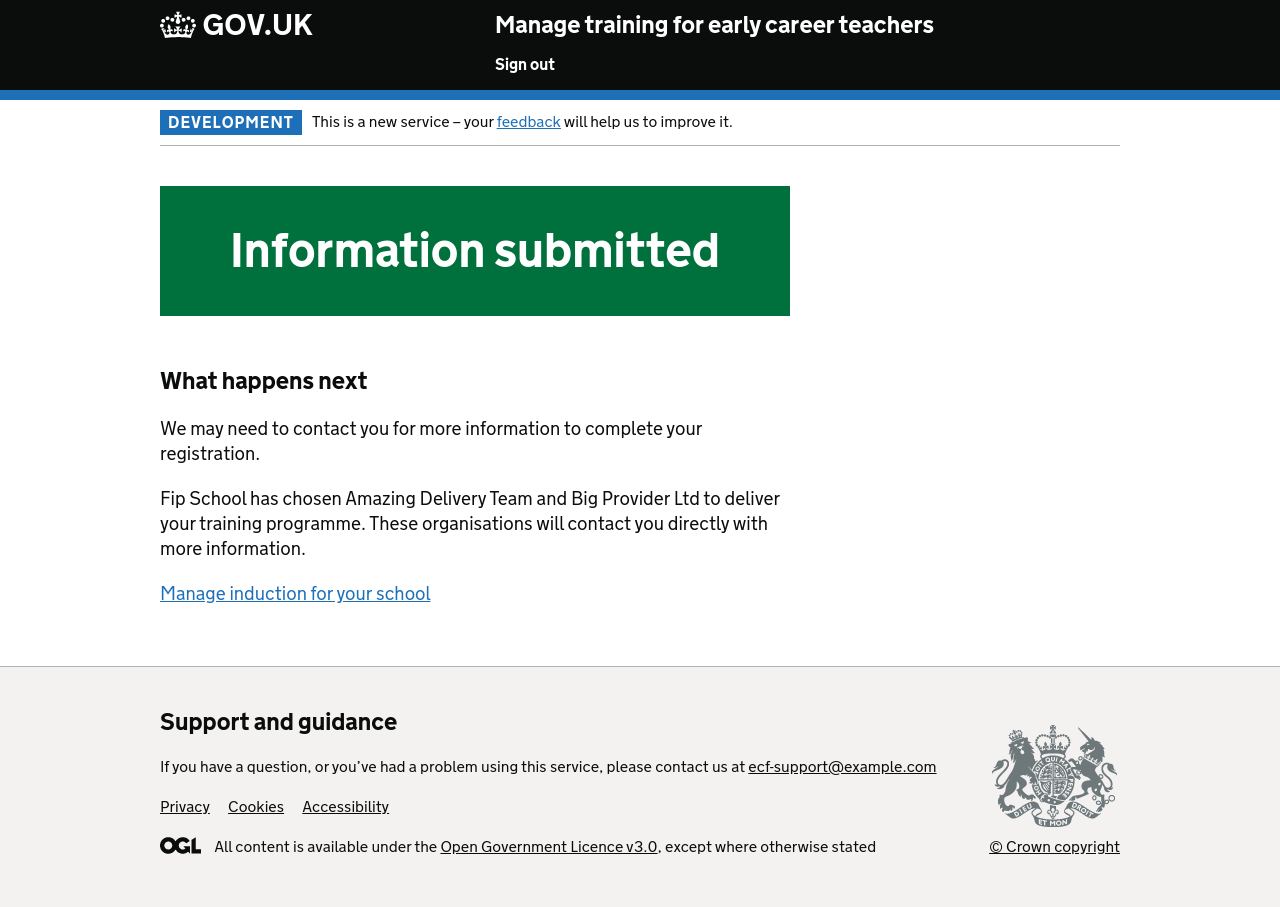 GOV.UK
Manage training for early career teachers
Sign out
DEVELOPMENT This is a new service – your feedback will help us to improve it.
Information submitted
What happens next
We may need to contact you for more information to complete your
registration.
Fip School has chosen Amazing Delivery Team and Big Provider Ltd to deliver
your training programme. These organisations will contact you directly with
more information.
Manage induction for your school
Support and guidance
If you have a question, or you’ve had a problem using this service, please contact us at ecf-support@example.com
Privacy Cookies Accessibility
OGL All content is available under the Open Government Licence v3.0, except where otherwise stated
© Crown copyright